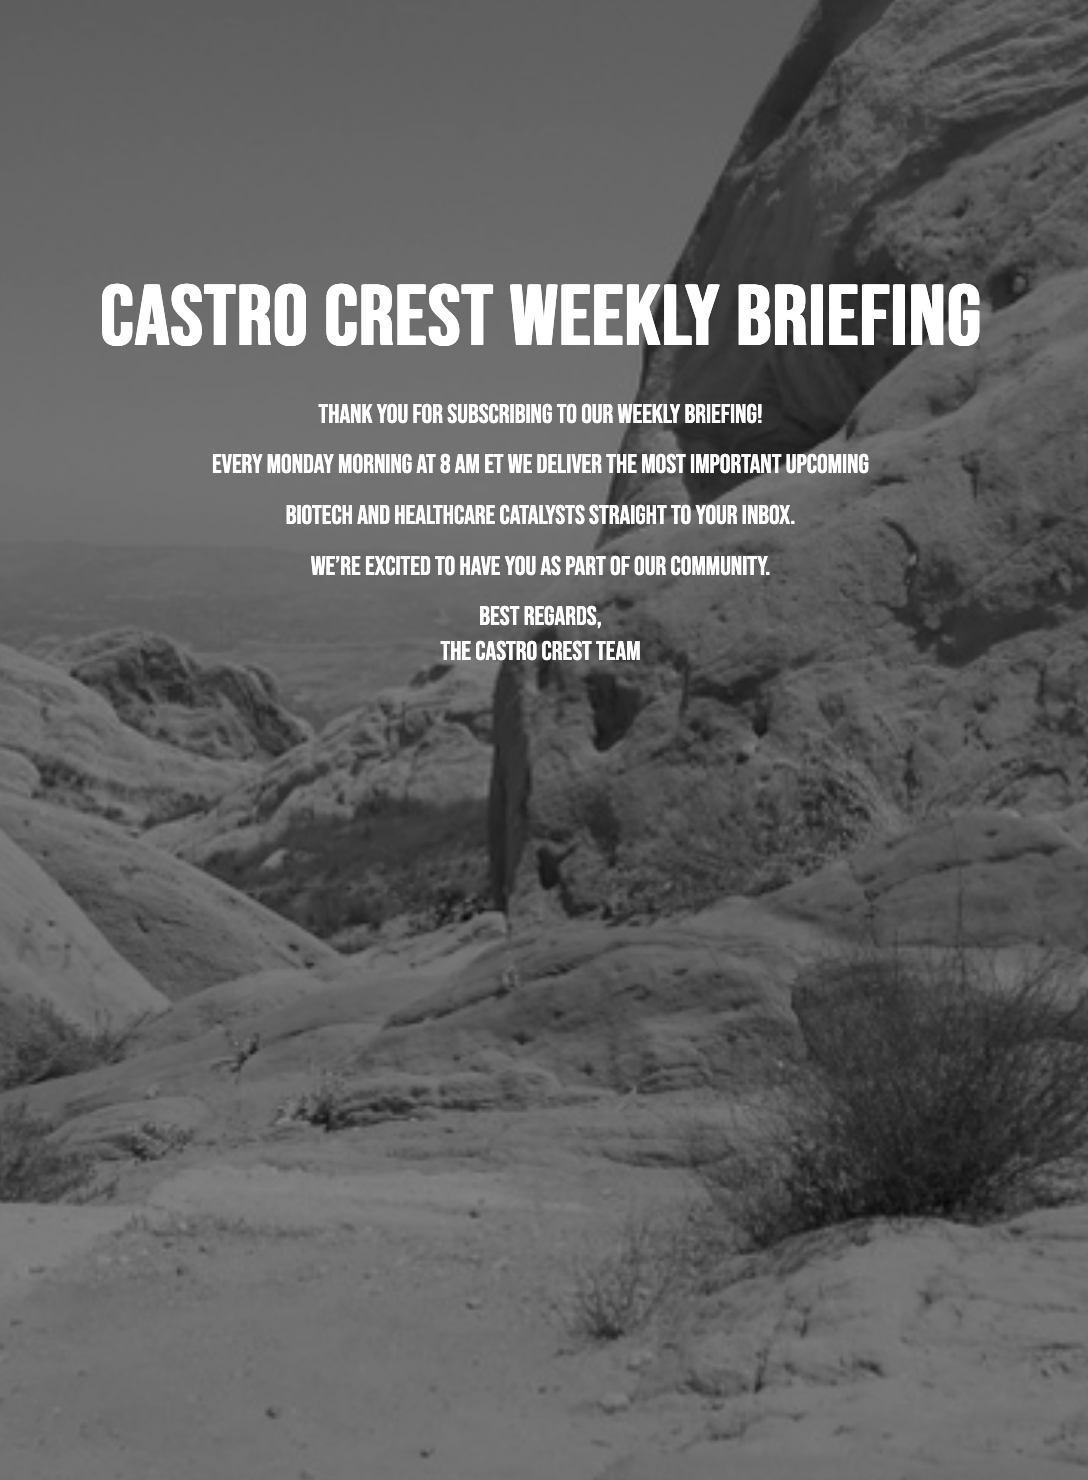 CASTRO CREST WEEKLY BRIEFING
THANK YOU FOR SUBSCRIBING TO OUR WEEKLY BRIEFING!
EVERY MONDAY MORNING AT 8 AM ET WE DELIVER THE MOST IMPORTANT UPCOMING
BIOTECH AND HEALTHCARE CATALYSTS STRAIGHT TO YOUR INBOX.
WE’RE EXCITED TO HAVE YOU AS PART OF OUR COMMUNITY.
BEST REGARDS,
THE CASTRO CREST TEAM